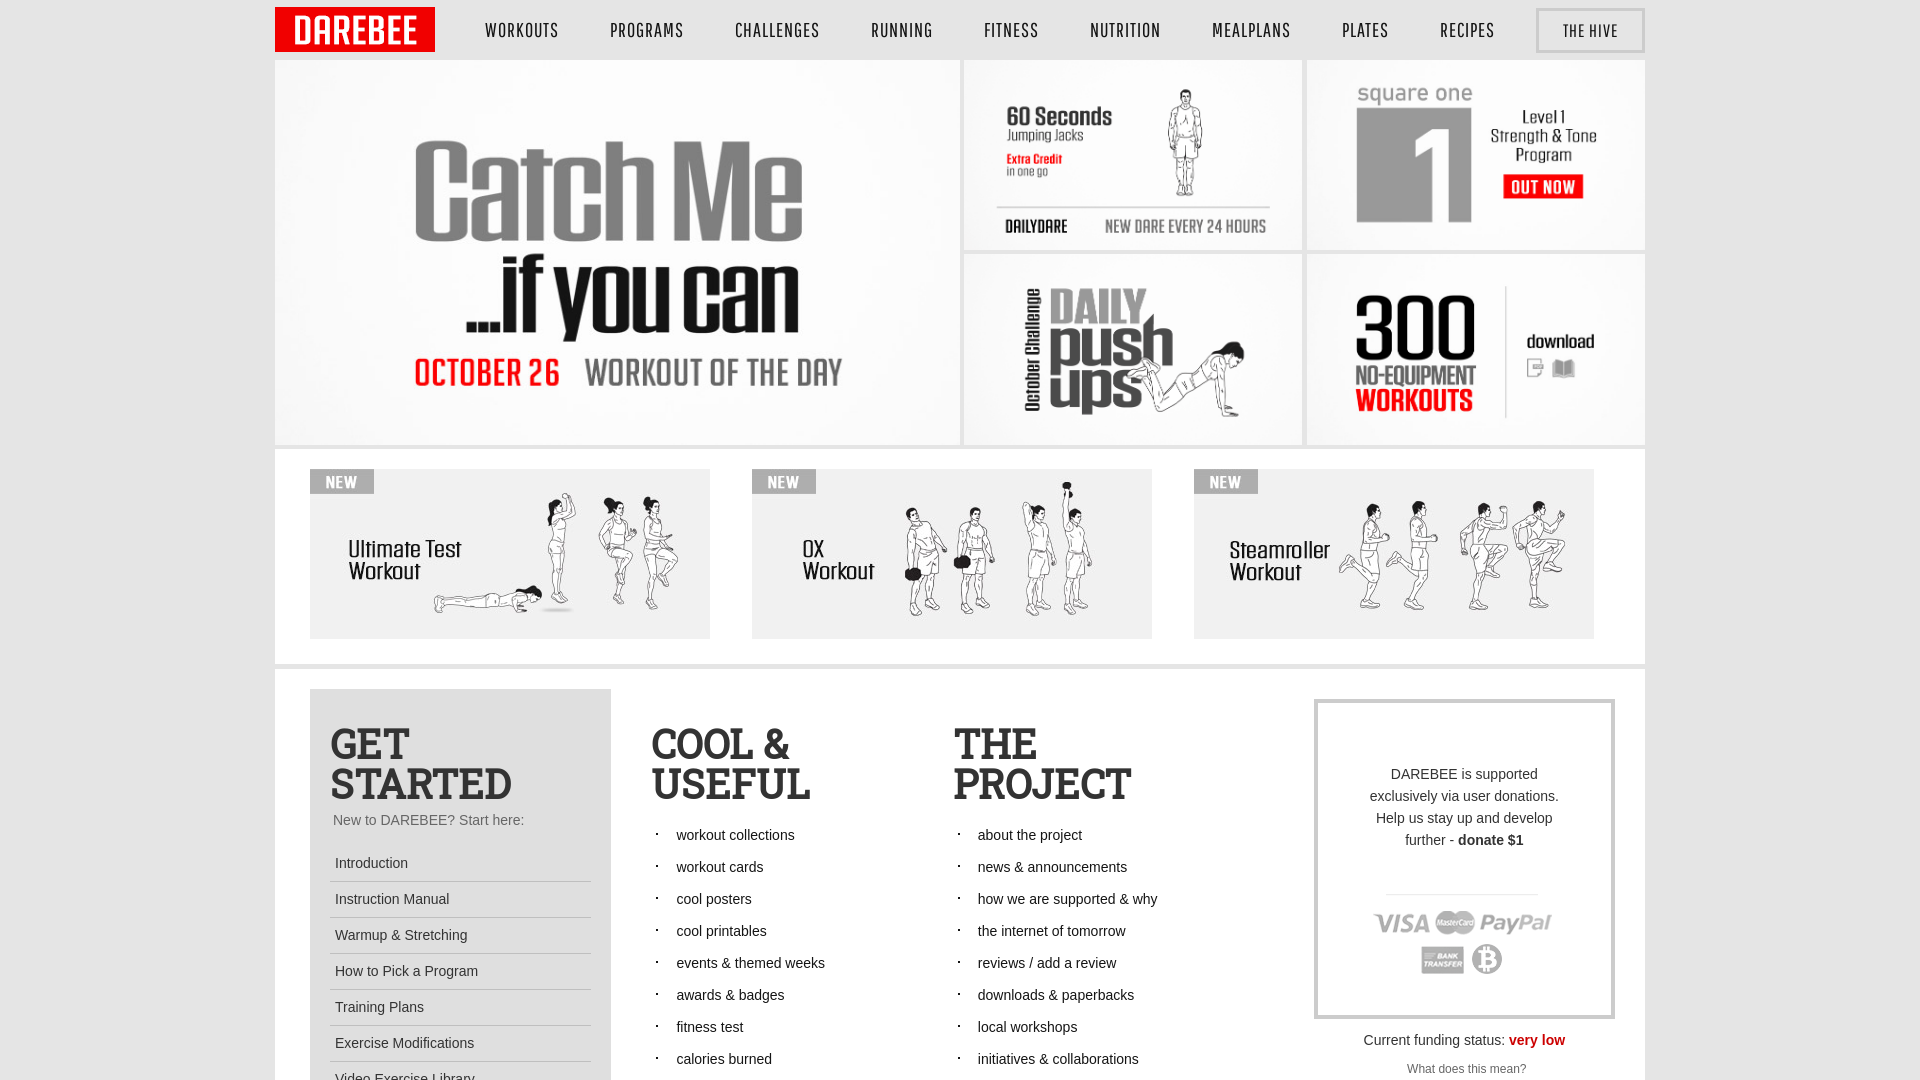 DAREBEE
WORKOUTS
PROGRAMS
CHALLENGES
RUNNING
FITNESS
NUTRITION
MEALPLANS
PLATES
RECIPES
THE HIVE
Catch Me
...if you can
OCTOBER 26 WORKOUT OF THE DAY
60 Seconds
Jumping Jacks
Extra Credit
in one go
DAILYDARE NEW DARE EVERY 24 HOURS
square one
1
Level 1
Strength & Tone
Program
OUT NOW
October Challenge
DAILY
push
ups
300
NO-EQUIPMENT
WORKOUTS
download
NEW
Ultimate Test
Workout
NEW
OX
Workout
NEW
Steamroller
Workout
GET
STARTED
New to DAREBEE? Start here:
Introduction
Instruction Manual
Warmup & Stretching
How to Pick a Program
Training Plans
Exercise Modifications
Video Exercise Library
COOL &
USEFUL
workout collections
workout cards
cool posters
cool printables
events & themed weeks
awards & badges
fitness test
calories burned
THE
PROJECT
about the project
news & announcements
how we are supported & why
the internet of tomorrow
reviews / add a review
downloads & paperbacks
local workshops
initiatives & collaborations
DAREBEE is supported
exclusively via user donations.
Help us stay up and develop
further - donate $1
VISA MasterCard PayPal
BANK
TRANSFER
Current funding status: very low
What does this mean?